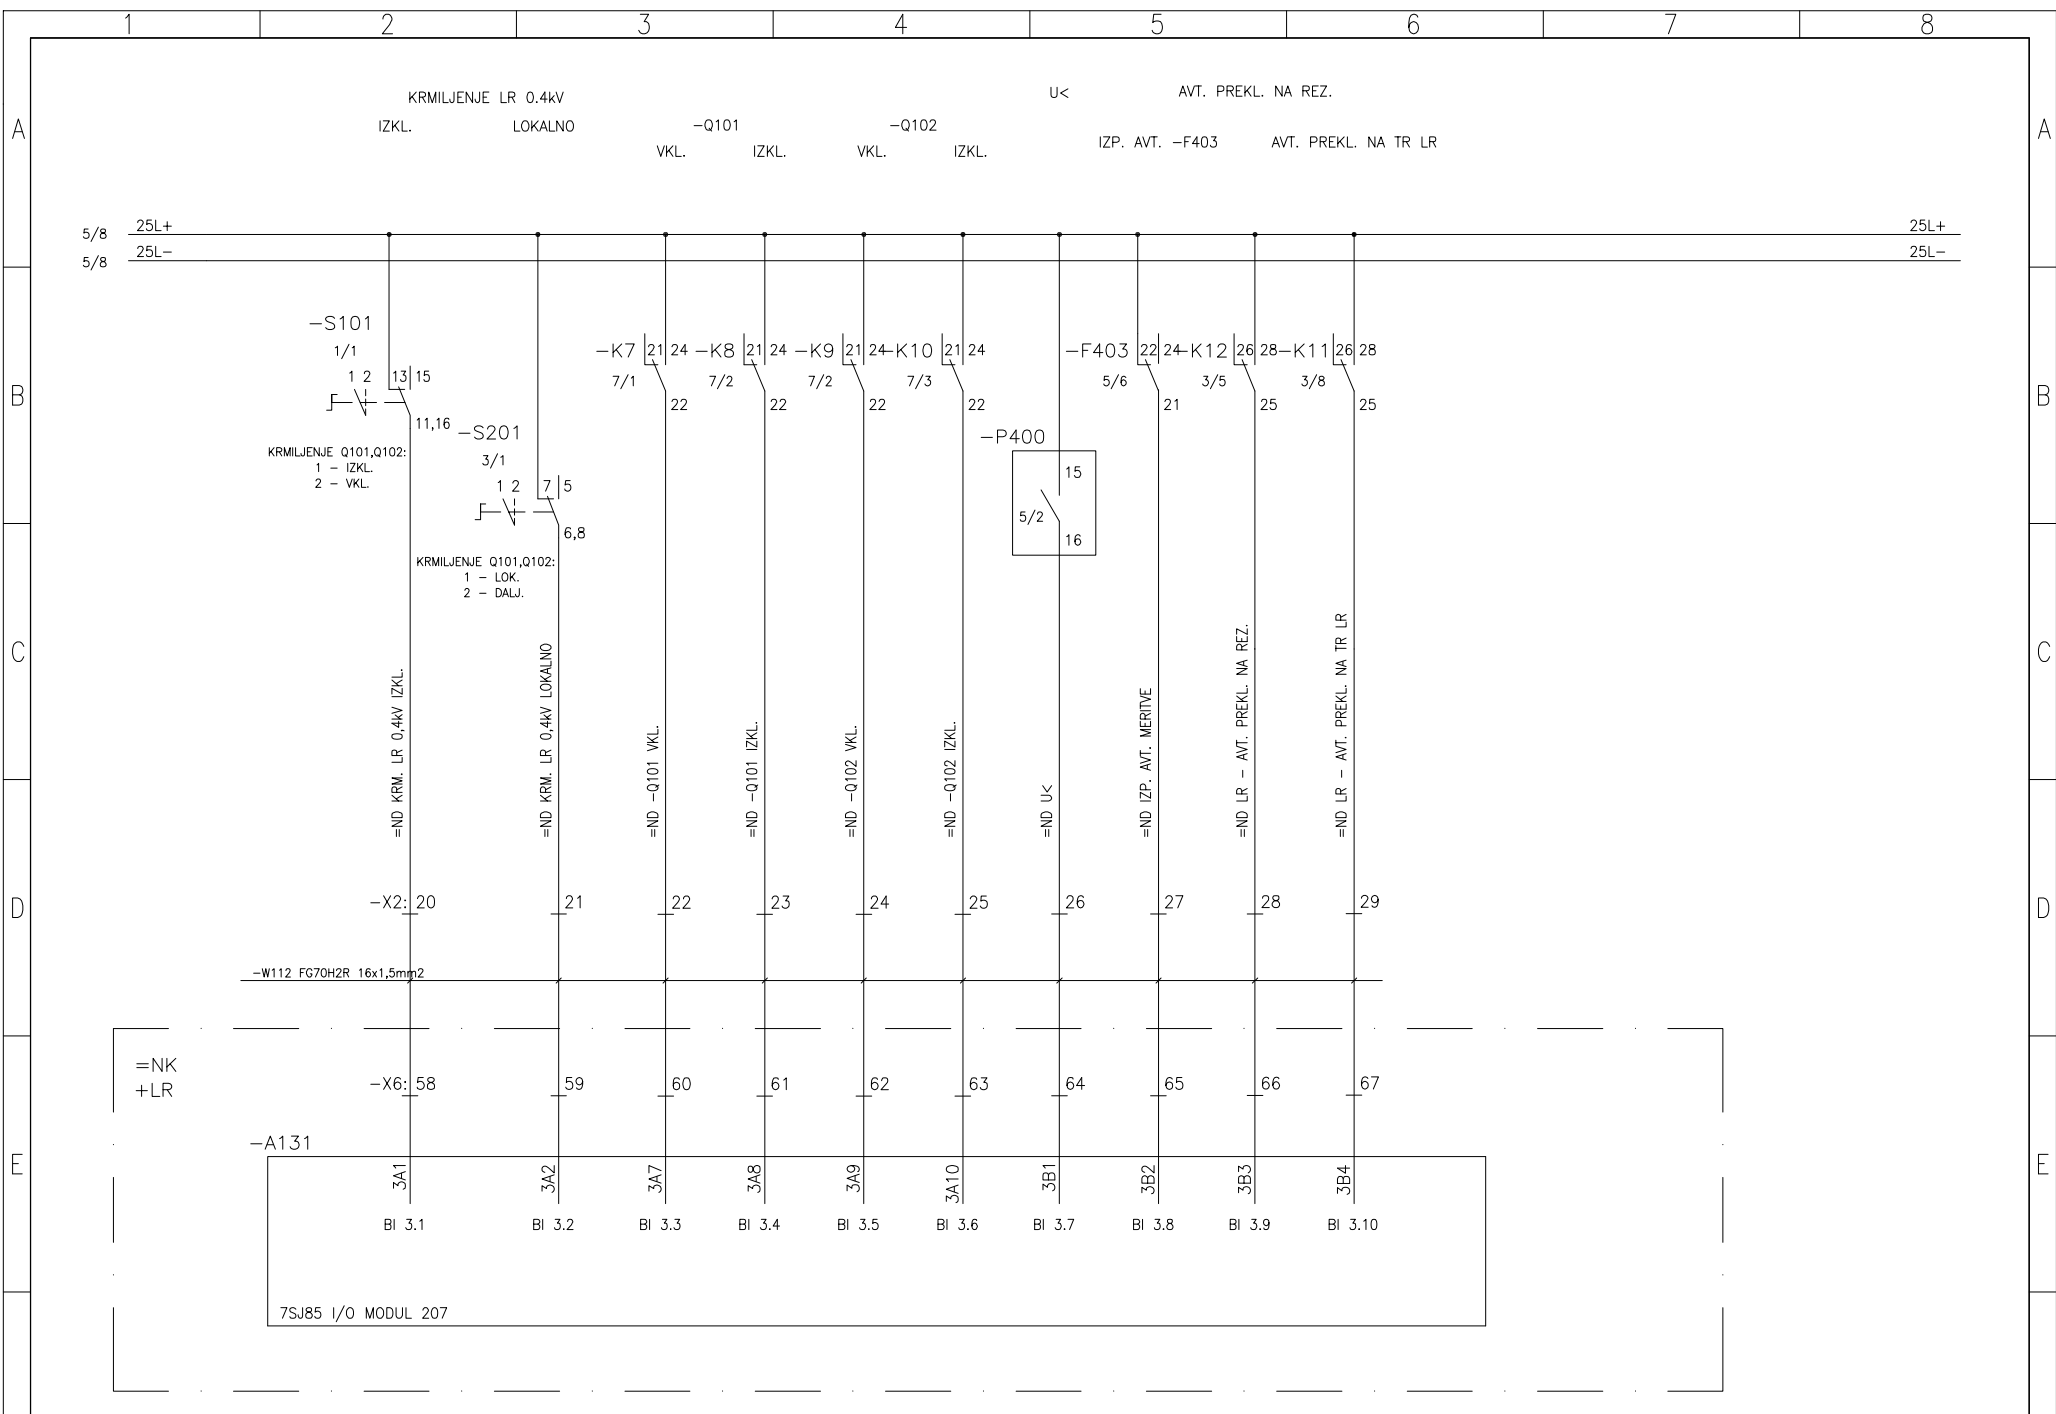 1 2 3 4 5 6 7 8
KRMILJENJE LR 0.4kV U< AVT. PREKL. NA REZ.
A IZKL. LOKALNO -Q101 -Q102 A
IZP. AVT. -F403 AVT. PREKL. NA TR LR
VKL. IZKL. VKL. IZKL.
5/8 25L+ 25L+
5/8 25L- 25L-
-S101
1/1
-K7 21 24 -K8 21 24 -K9 21 24 -K10 21 24 -F403 22 24 -K12 26 28 -K11 26 28
1 2 13 15 7/1 7/2 7/2 7/3 5/6 3/5 3/8
B B
22 22 22 22 21 25 25
11,16
-S201 -P400
KRMILJENJE Q101,Q102:
1 - IZKL.
2 - VKL.
3/1
15
1 2 7 5
5/2
6,8 16
KRMILJENJE Q101,Q102:
1 - LOK.
2 - DALJ.
C C
=ND KRM. LR 0,4kV IZKL.
=ND KRM. LR 0,4kV LOKALNO
=ND -Q101 VKL.
=ND -Q101 IZKL.
=ND -Q102 VKL.
=ND -Q102 IZKL.
=ND U<
=ND IZP. AVT. MERITVE
=ND LR - AVT. PREKL. NA REZ.
=ND LR - AVT. PREKL. NA TR LR
D -X2: 20 21 22 23 24 25 26 27 28 29 D
-W112 FG70H2R 16x1,5mm2
=NK
+LR
-X6: 58 59 60 61 62 63 64 65 66 67
-A131
E E
3A1 3A2 3A7 3A8 3A9 3A10 3B1 3B2 3B3 3B4
BI 3.1 BI 3.2 BI 3.3 BI 3.4 BI 3.5 BI 3.6 BI 3.7 BI 3.8 BI 3.9 BI 3.10
7SJ85 I/O MODUL 207